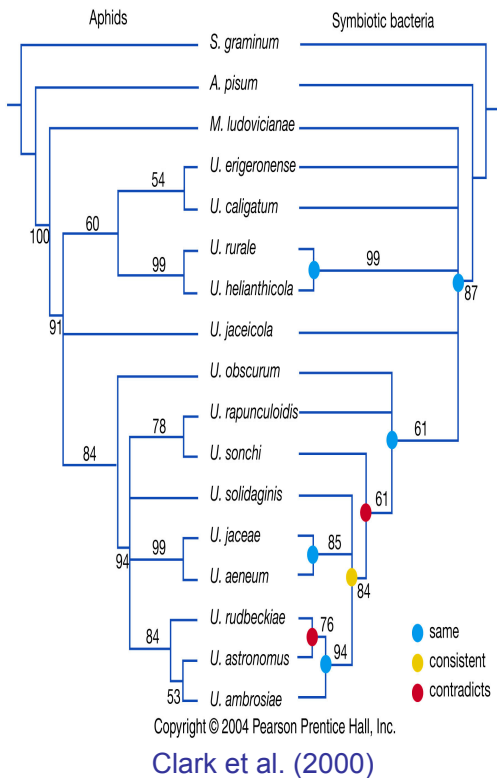 Aphids
Symbiotic bacteria
S. graminum
A. pisum
M. ludovicianae
U. erigeronense
54
U. caligatum
60
100
U. rurale
99
99
U. helianthicola
87
91
U. jaceicola
U. obscurum
U. rapunculoidis
78
61
U. sonchi
84
U. solidaginis
61
U. jaceae
94
99
85
U. aeneum
84
U. rudbeckiae
84
76
same
U. astronomus
94
consistent
53
U. ambrosiae
contradicts
Copyright © 2004 Pearson Prentice Hall, Inc.
Clark et al. (2000)